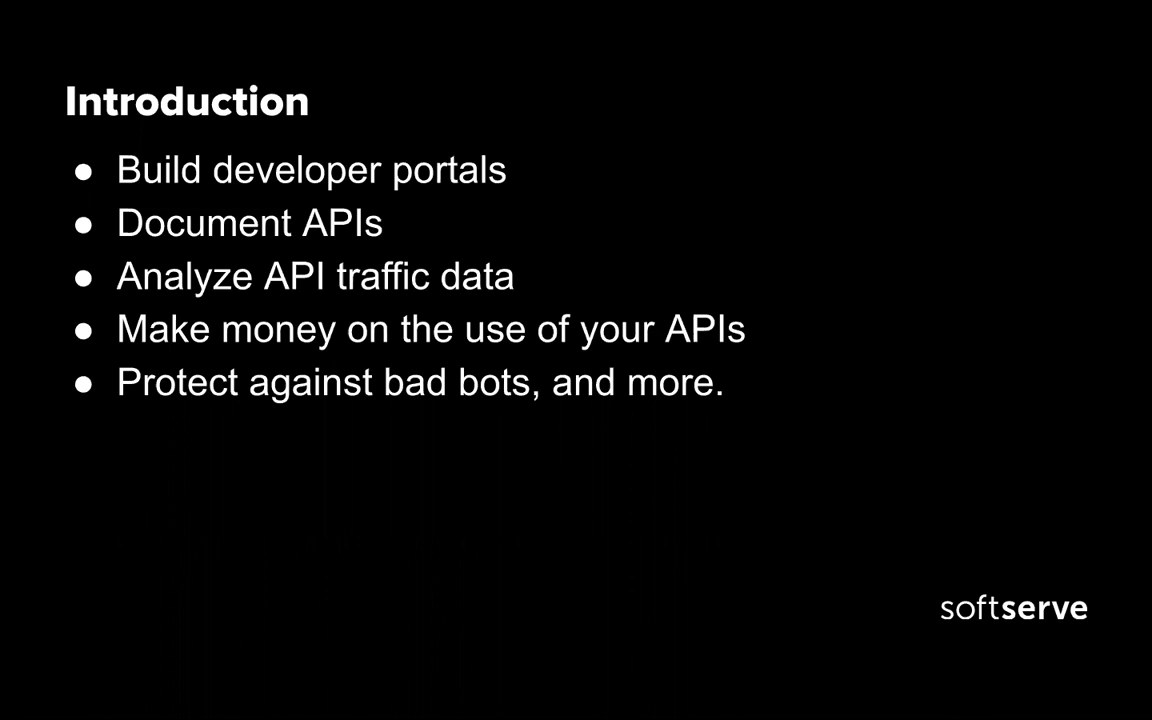 Introduction
● Build developer portals
● Document APIs
● Analyze API traffic data
● Make money on the use of your APIs
● Protect against bad bots, and more.
softserve